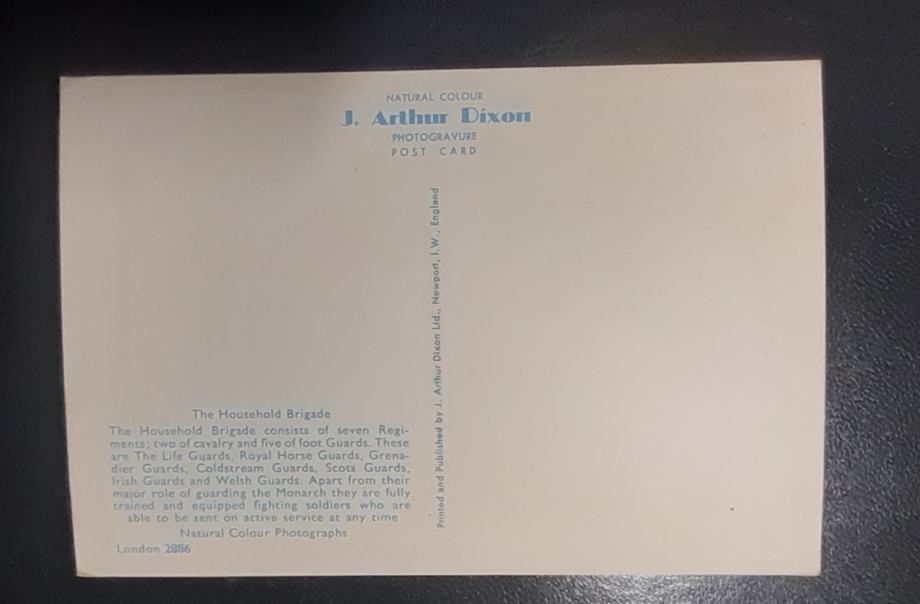 NATURAL COLOUR
J. Arthur Dixon
PHOTOGRAVURE
POST CARD
Printed and Published by J. Arthur Dixon Ltd., Newport, I.W., England
The Household Brigade
The Household Brigade consists of seven Regi-
ments; two of cavalry and five of foot Guards. These
are The Life Guards, Royal Horse Guards, Grena-
dier Guards, Coldstream Guards, Scots Guards,
Irish Guards and Welsh Guards. Apart from their
major role of guarding the Monarch they are fully
trained and equipped fighting soldiers who are
able to be sent on active service at any time
Natural Colour Photographs
London 2886